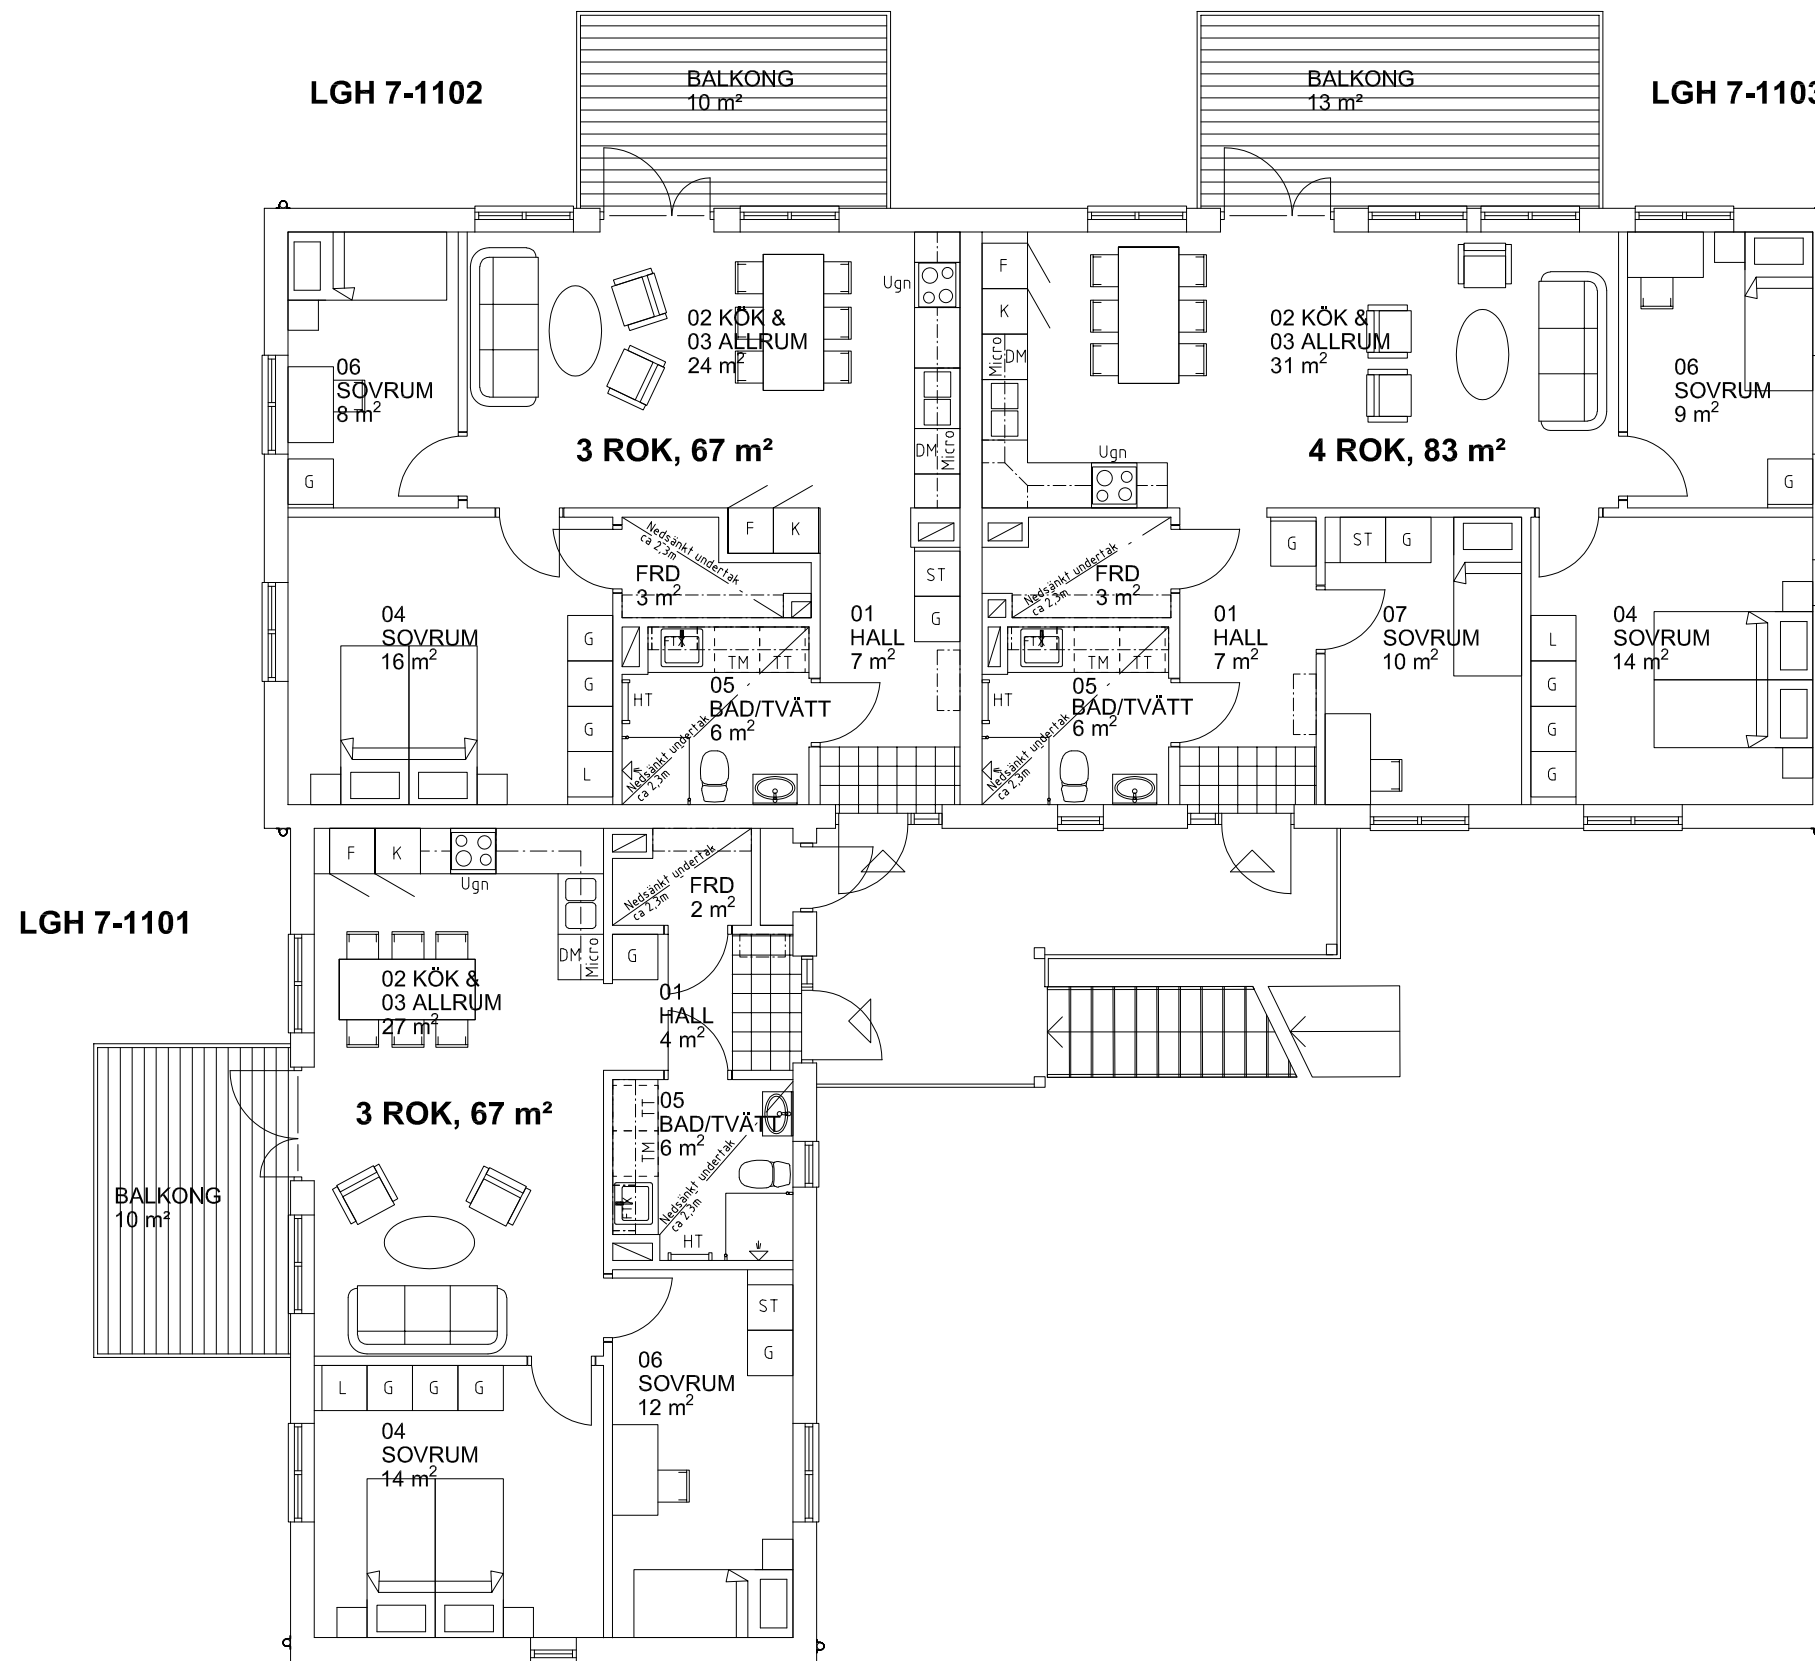 LGH 7-1102
BALKONG
10 m²
BALKONG
13 m²
LGH 7-1103
Ugn
02 KÖK &
03 ALLRUM
24 m²
06
SOVRUM
8 m²
G
3 ROK, 67 m²
DM
Micro
F
K
Nedsänkt undertak
ca 2,3m
FRD
3 m²
ST
G
04
SOVRUM
16 m²
G
G
G
L
01
HALL
7 m²
TM
TT
HT
05
BAD/TVÄTT
6 m²
Nedsänkt undertak
ca 2,3m
F
K
Micro
DM
02 KÖK &
03 ALLRUM
31 m²
06
SOVRUM
9 m²
G
Ugn
4 ROK, 83 m²
Nedsänkt undertak
ca 2,3m
FRD
3 m²
G
ST
G
01
HALL
7 m²
07
SOVRUM
10 m²
L
G
G
G
04
SOVRUM
14 m²
TM
TT
HT
05
BAD/TVÄTT
6 m²
Nedsänkt undertak
ca 2,3m
LGH 7-1101
F
K
Ugn
Nedsänkt undertak
ca 2,3m
FRD
2 m²
DM
Micro
G
02 KÖK &
03 ALLRUM
27 m²
01
HALL
4 m²
3 ROK, 67 m²
TT
TM
05
BAD/TVÄTT
6 m²
Nedsänkt undertak
ca 2,3m
HT
BALKONG
10 m²
ST
G
06
SOVRUM
12 m²
L
G
G
G
04
SOVRUM
14 m²